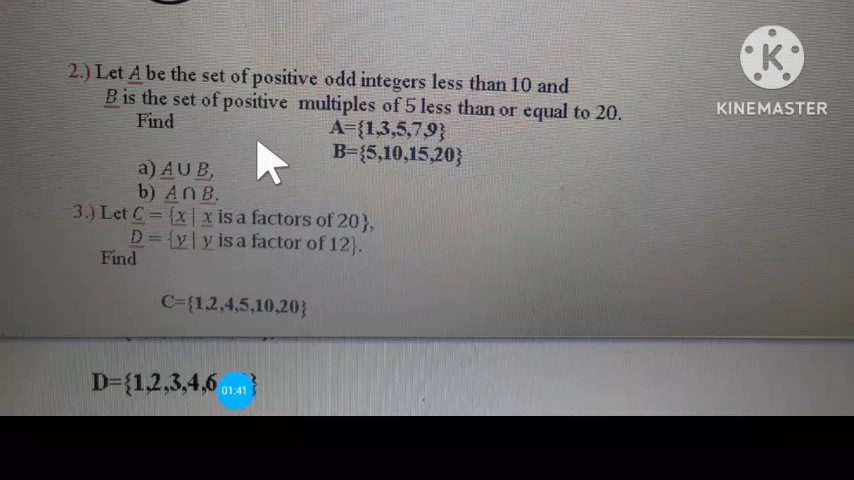 2.) Let A be the set of positive odd integers less than 10 and
B is the set of positive multiples of 5 less than or equal to 20.
Find
A={1,3,5,7,9}
B={5,10,15,20}
a) A ∪ B,
b) A ∩ B.
3.) Let C = {x | x is a factors of 20},
D = {y | y is a factor of 12}.
Find
C={1,2,4,5,10,20}
D={1,2,3,4,6
01:41
K
KINEMASTER